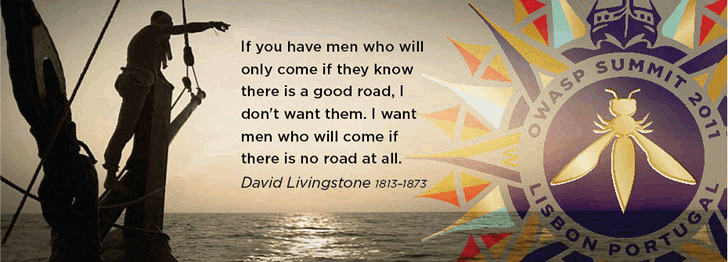 If you have men who will
only come if they know
there is a good road, I
don't want them. I want
men who will come if
there is no road at all.
David Livingstone 1813-1873
OWASP SUMMIT 2011
LISBON PORTUGAL